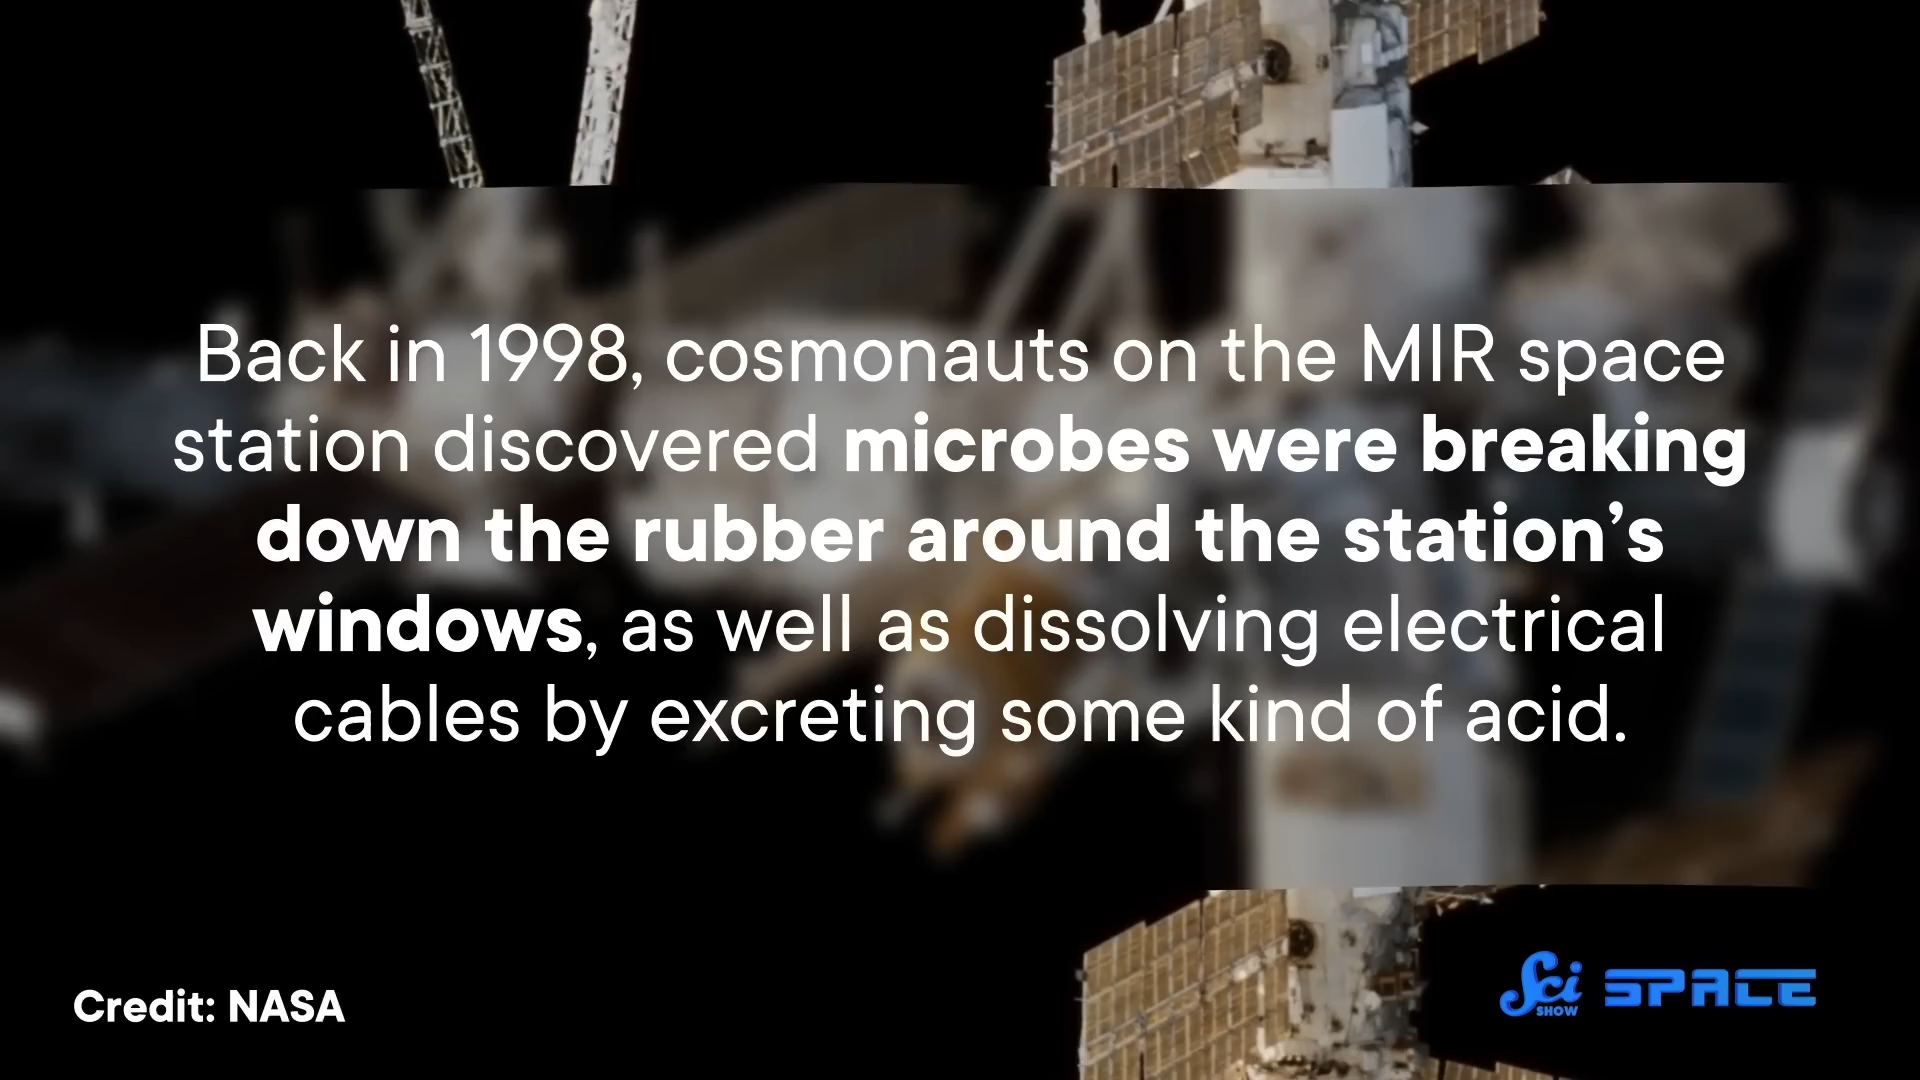 Back in 1998, cosmonauts on the MIR space
station discovered microbes were breaking
down the rubber around the station’s
windows, as well as dissolving electrical
cables by excreting some kind of acid.
Credit: NASA
Sci SHOW SPACE